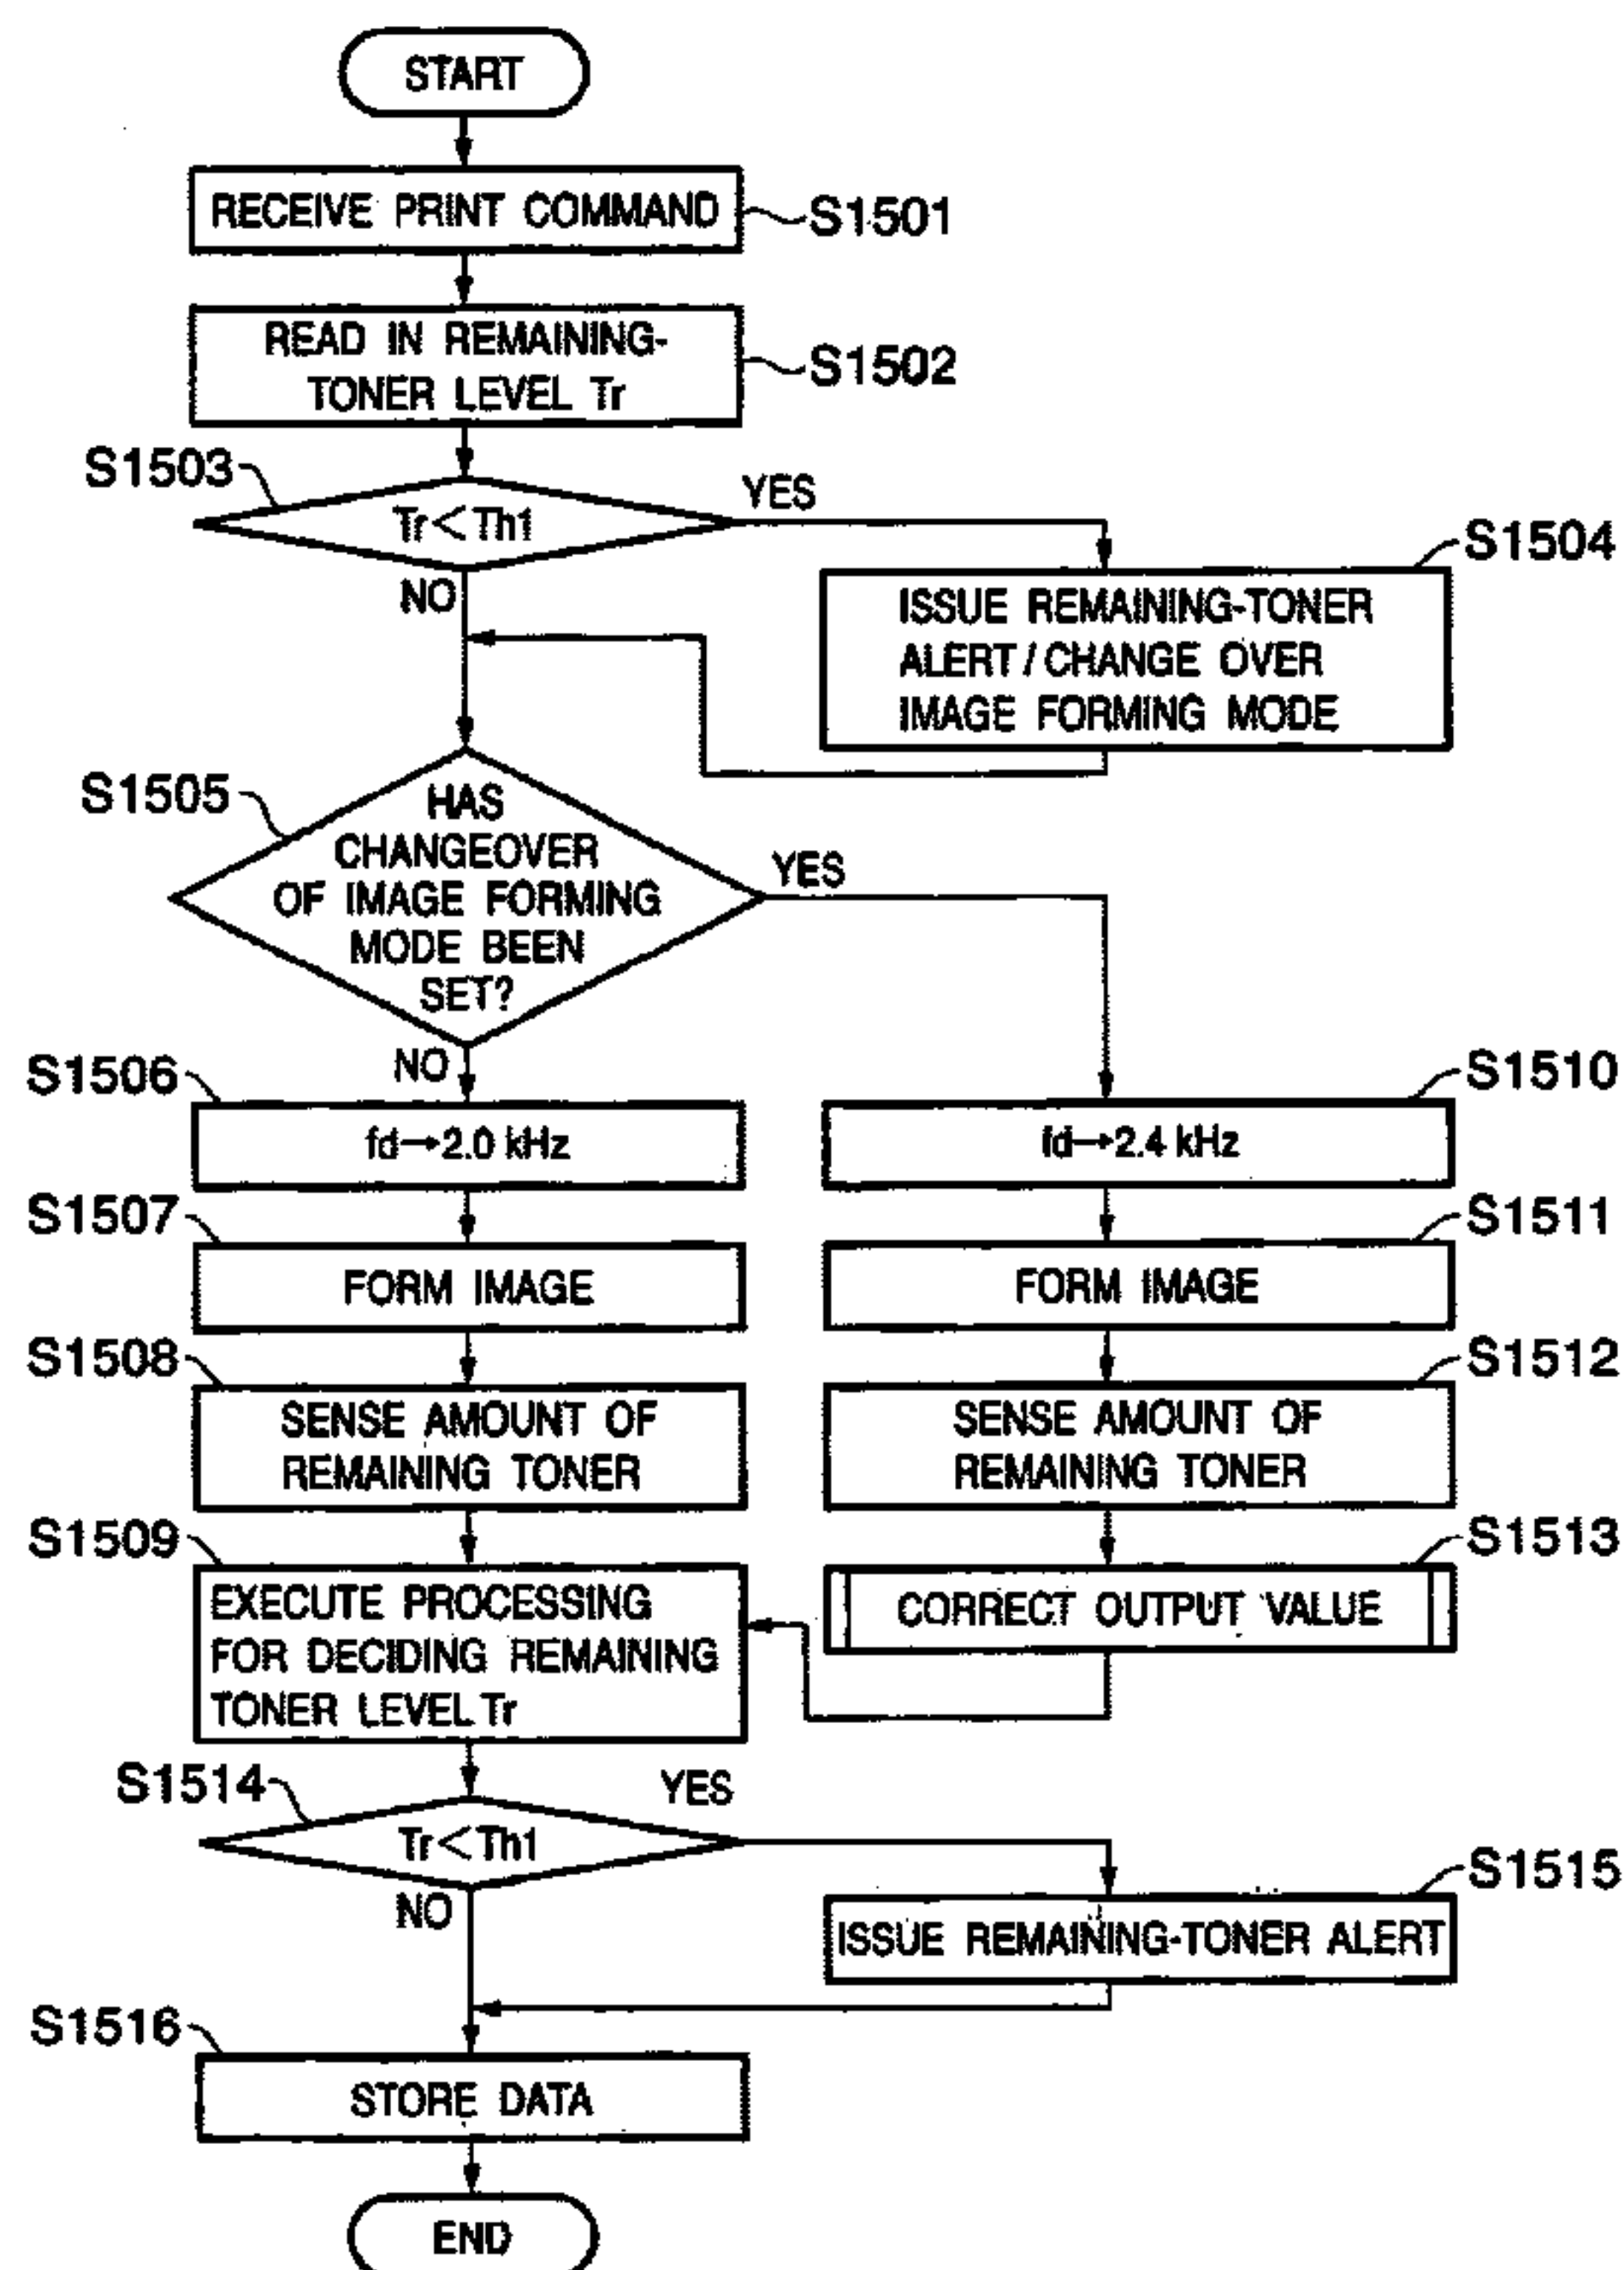 START
RECEIVE PRINT COMMAND
S1501
READ IN REMAINING-
TONER LEVEL Tr
S1502
S1503
Tr<Th1
YES
NO
S1504
ISSUE REMAINING-TONER
ALERT/CHANGE OVER
IMAGE FORMING MODE
S1505
HAS
CHANGEOVER
OF IMAGE FORMING
MODE BEEN
SET?
YES
NO
S1506
fd→2.0 kHz
S1510
fd→2.4 kHz
S1507
FORM IMAGE
S1511
FORM IMAGE
S1508
SENSE AMOUNT OF
REMAINING TONER
S1512
SENSE AMOUNT OF
REMAINING TONER
S1509
EXECUTE PROCESSING
FOR DECIDING REMAINING
TONER LEVEL Tr
S1513
CORRECT OUTPUT VALUE
S1514
Tr<Th1
YES
NO
S1515
ISSUE REMAINING-TONER ALERT
S1516
STORE DATA
END